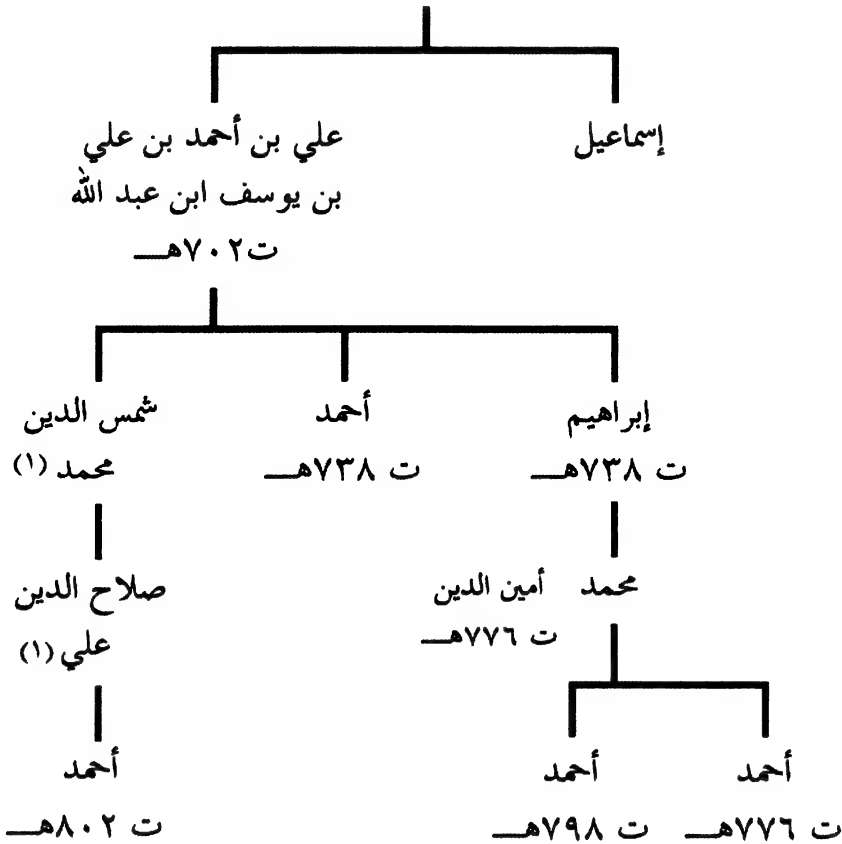 إسماعيل
علي بن أحمد بن علي
بن يوسف ابن عبد الله
ت٧٠٢هـ
إبراهيم
ت ٧٣٨هـ
أحمد
ت ٧٣٨هـ
شمس الدين
محمد (١)
محمد أمين الدين
ت ٧٧٦هـ
صلاح الدين
علي (١)
أحمد
ت ٧٧٦هـ
أحمد
ت ٧٩٨هـ
أحمد
ت ٨٠٢هـ